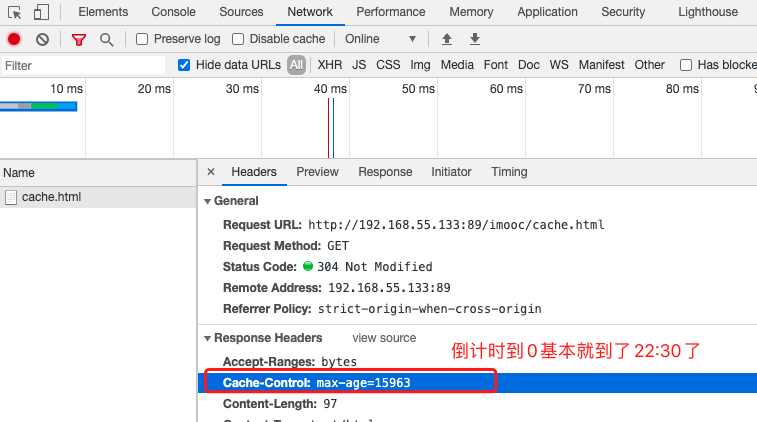 Elements Console Sources Network Performance Memory Application Security Lighthouse
Preserve log Disable cache Online
Filter Hide data URLs All XHR JS CSS Img Media Font Doc WS Manifest Other Has blocke
10 ms 20 ms 30 ms 40 ms 50 ms 60 ms 70 ms 80 ms
Name
cache.html
× Headers Preview Response Initiator Timing
General
Request URL: http://192.168.55.133:89/imooc/cache.html
Request Method: GET
Status Code: 304 Not Modified
Remote Address: 192.168.55.133:89
Referrer Policy: strict-origin-when-cross-origin
Response Headers view source
倒计时到0基本就到了22:30了
Accept-Ranges: bytes
Cache-Control: max-age=15963
Content-Length: 97